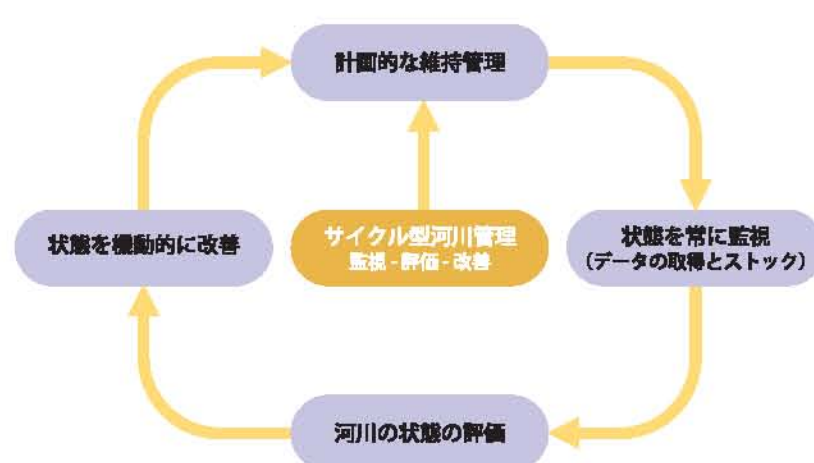 計画的な維持管理
状態を機動的に改善
サイクル型河川管理
監視 - 評価 - 改善
状態を常に監視
（データの取得とストック）
河川の状態の評価